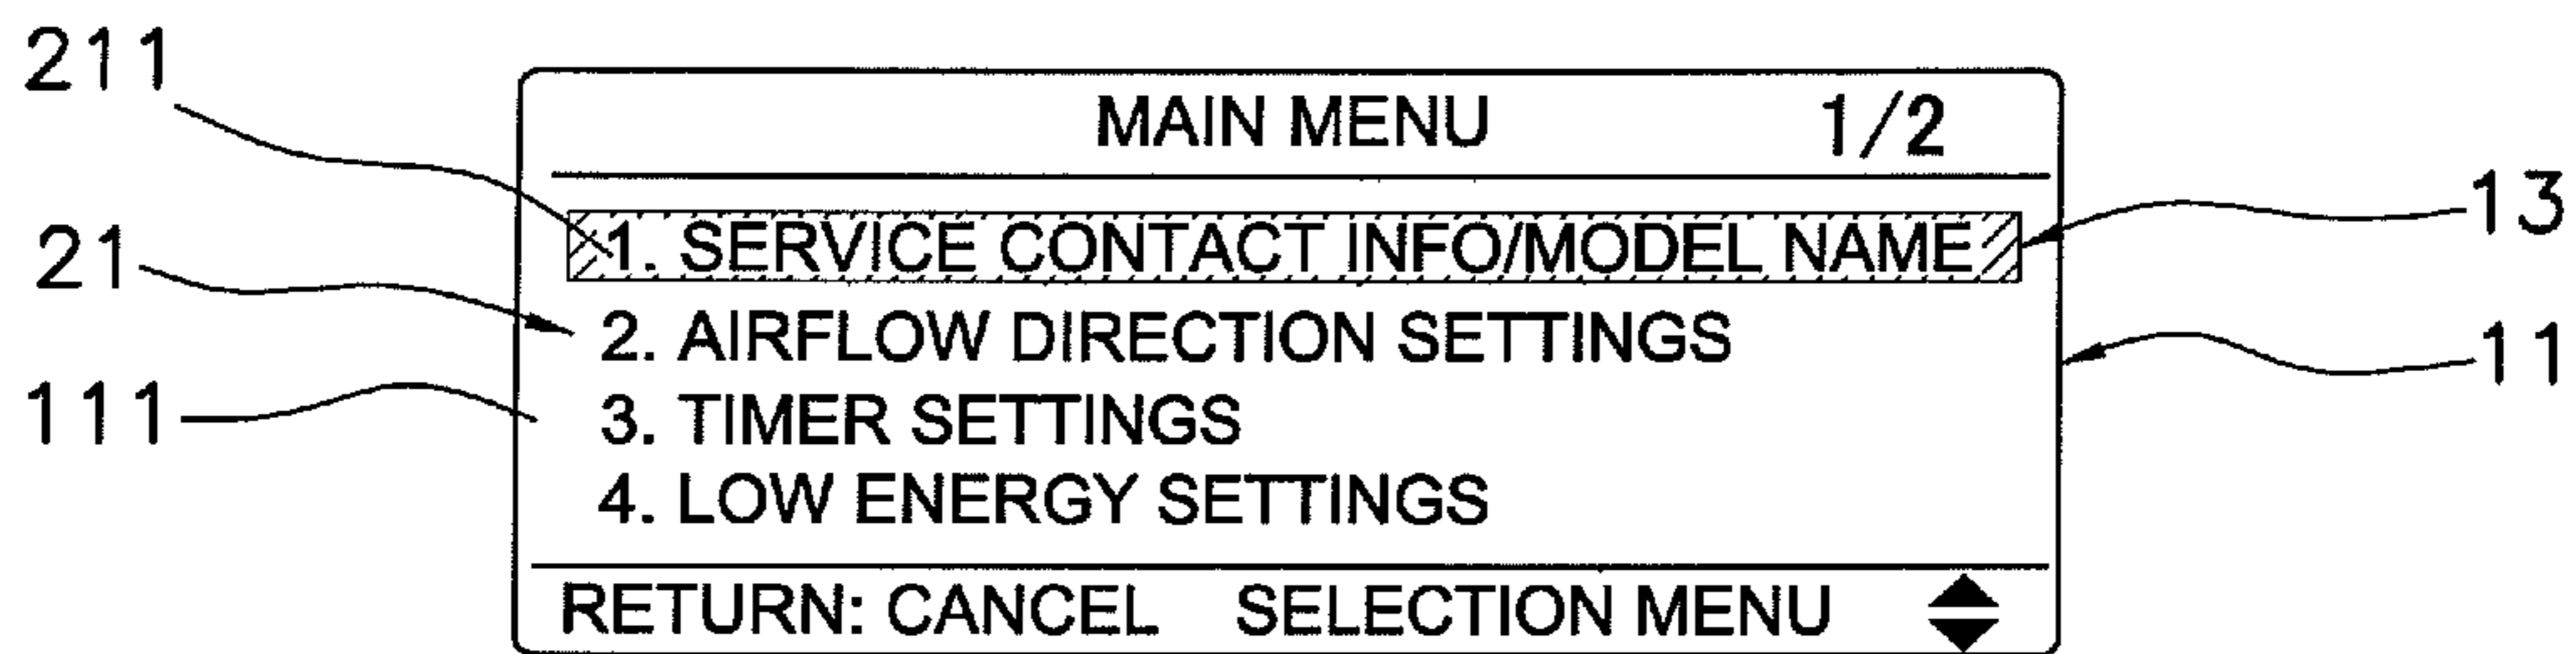 211
MAIN MENU 1/2
13
1. SERVICE CONTACT INFO/MODEL NAME
21
2. AIRFLOW DIRECTION SETTINGS
11
111
3. TIMER SETTINGS
4. LOW ENERGY SETTINGS
RETURN: CANCEL SELECTION MENU